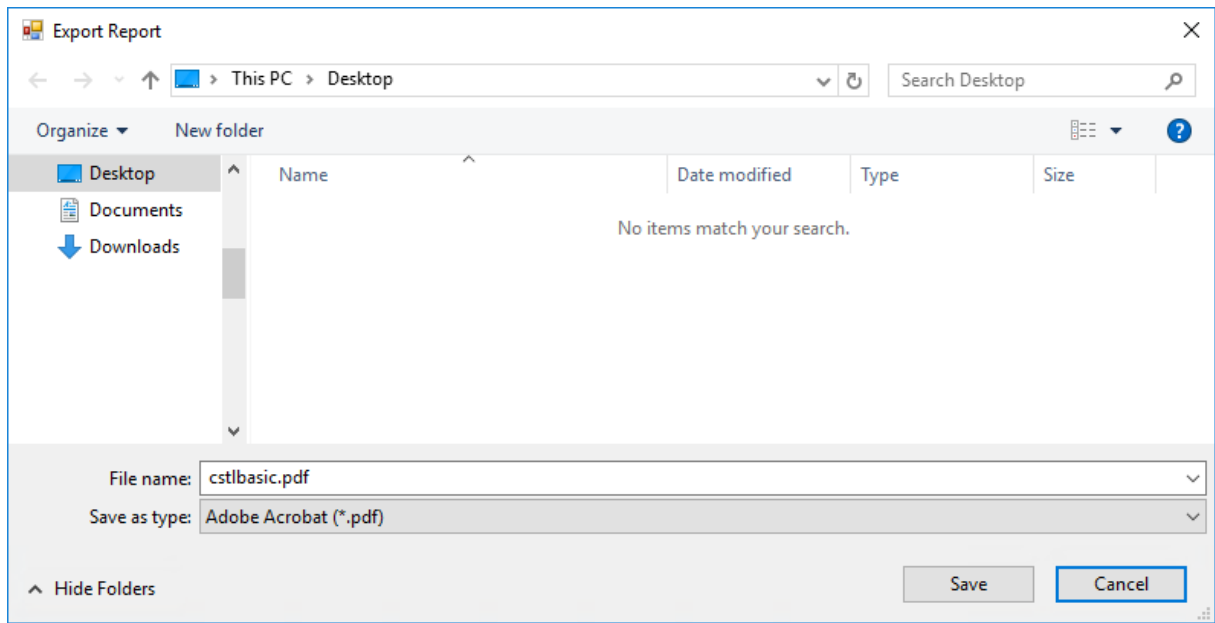 Export Report
This PC > Desktop
Search Desktop
Organize
New folder
?
Desktop
Documents
Downloads
Name
Date modified
Type
Size
No items match your search.
File name: cstlbasic.pdf
Save as type: Adobe Acrobat (*.pdf)
Hide Folders
Save
Cancel